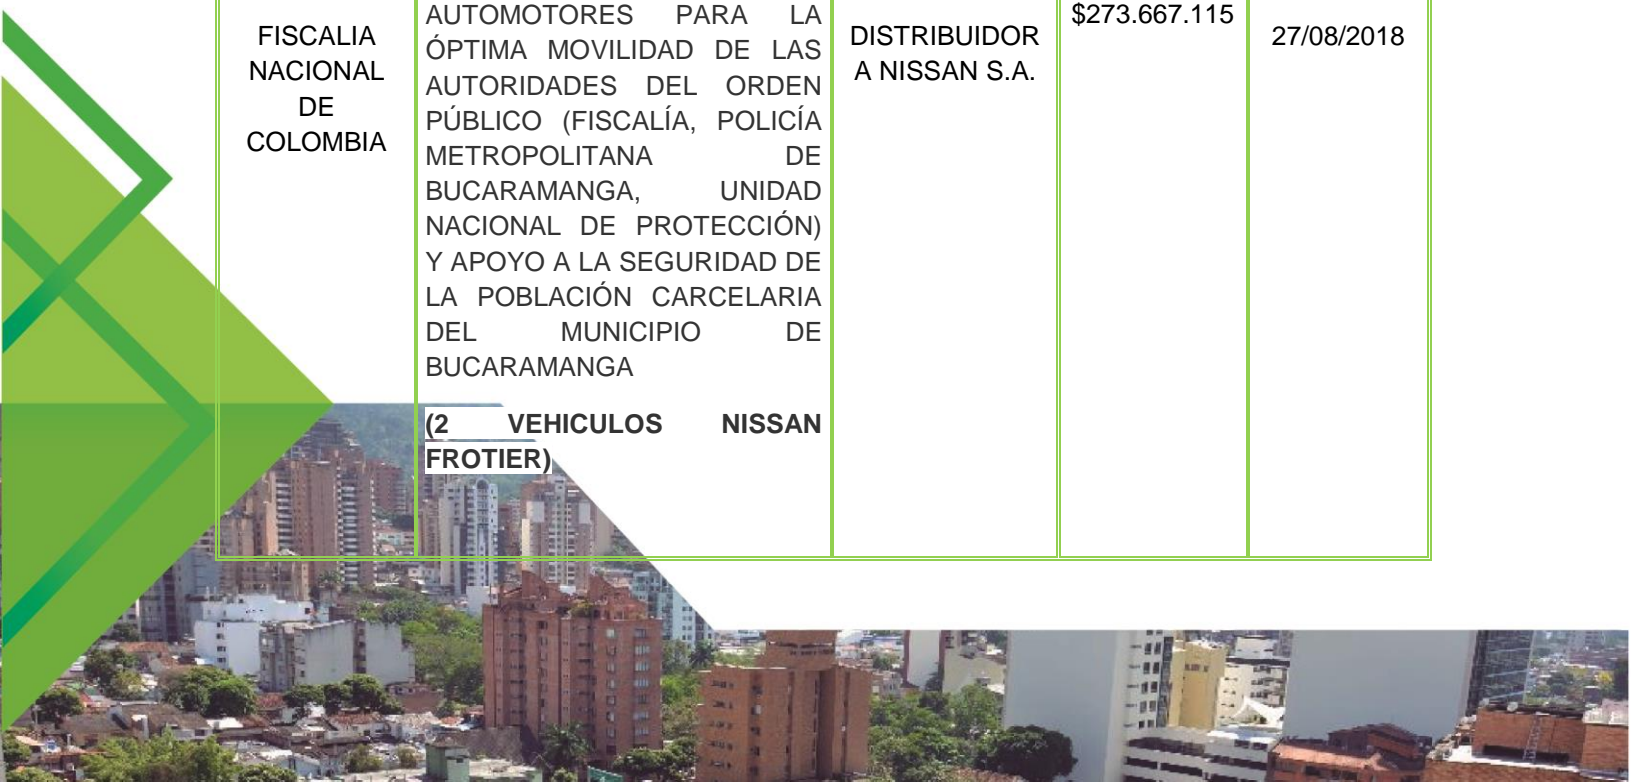 FISCALIA
NACIONAL
DE
COLOMBIA
AUTOMOTORES PARA LA
ÓPTIMA MOVILIDAD DE LAS
AUTORIDADES DEL ORDEN
PÚBLICO (FISCALÍA, POLICÍA
METROPOLITANA DE
BUCARAMANGA, UNIDAD
NACIONAL DE PROTECCIÓN)
Y APOYO A LA SEGURIDAD DE
LA POBLACIÓN CARCELARIA
DEL MUNICIPIO DE
BUCARAMANGA
(2 VEHICULOS NISSAN
FROTIER)
DISTRIBUIDOR
A NISSAN S.A.
$273.667.115
27/08/2018